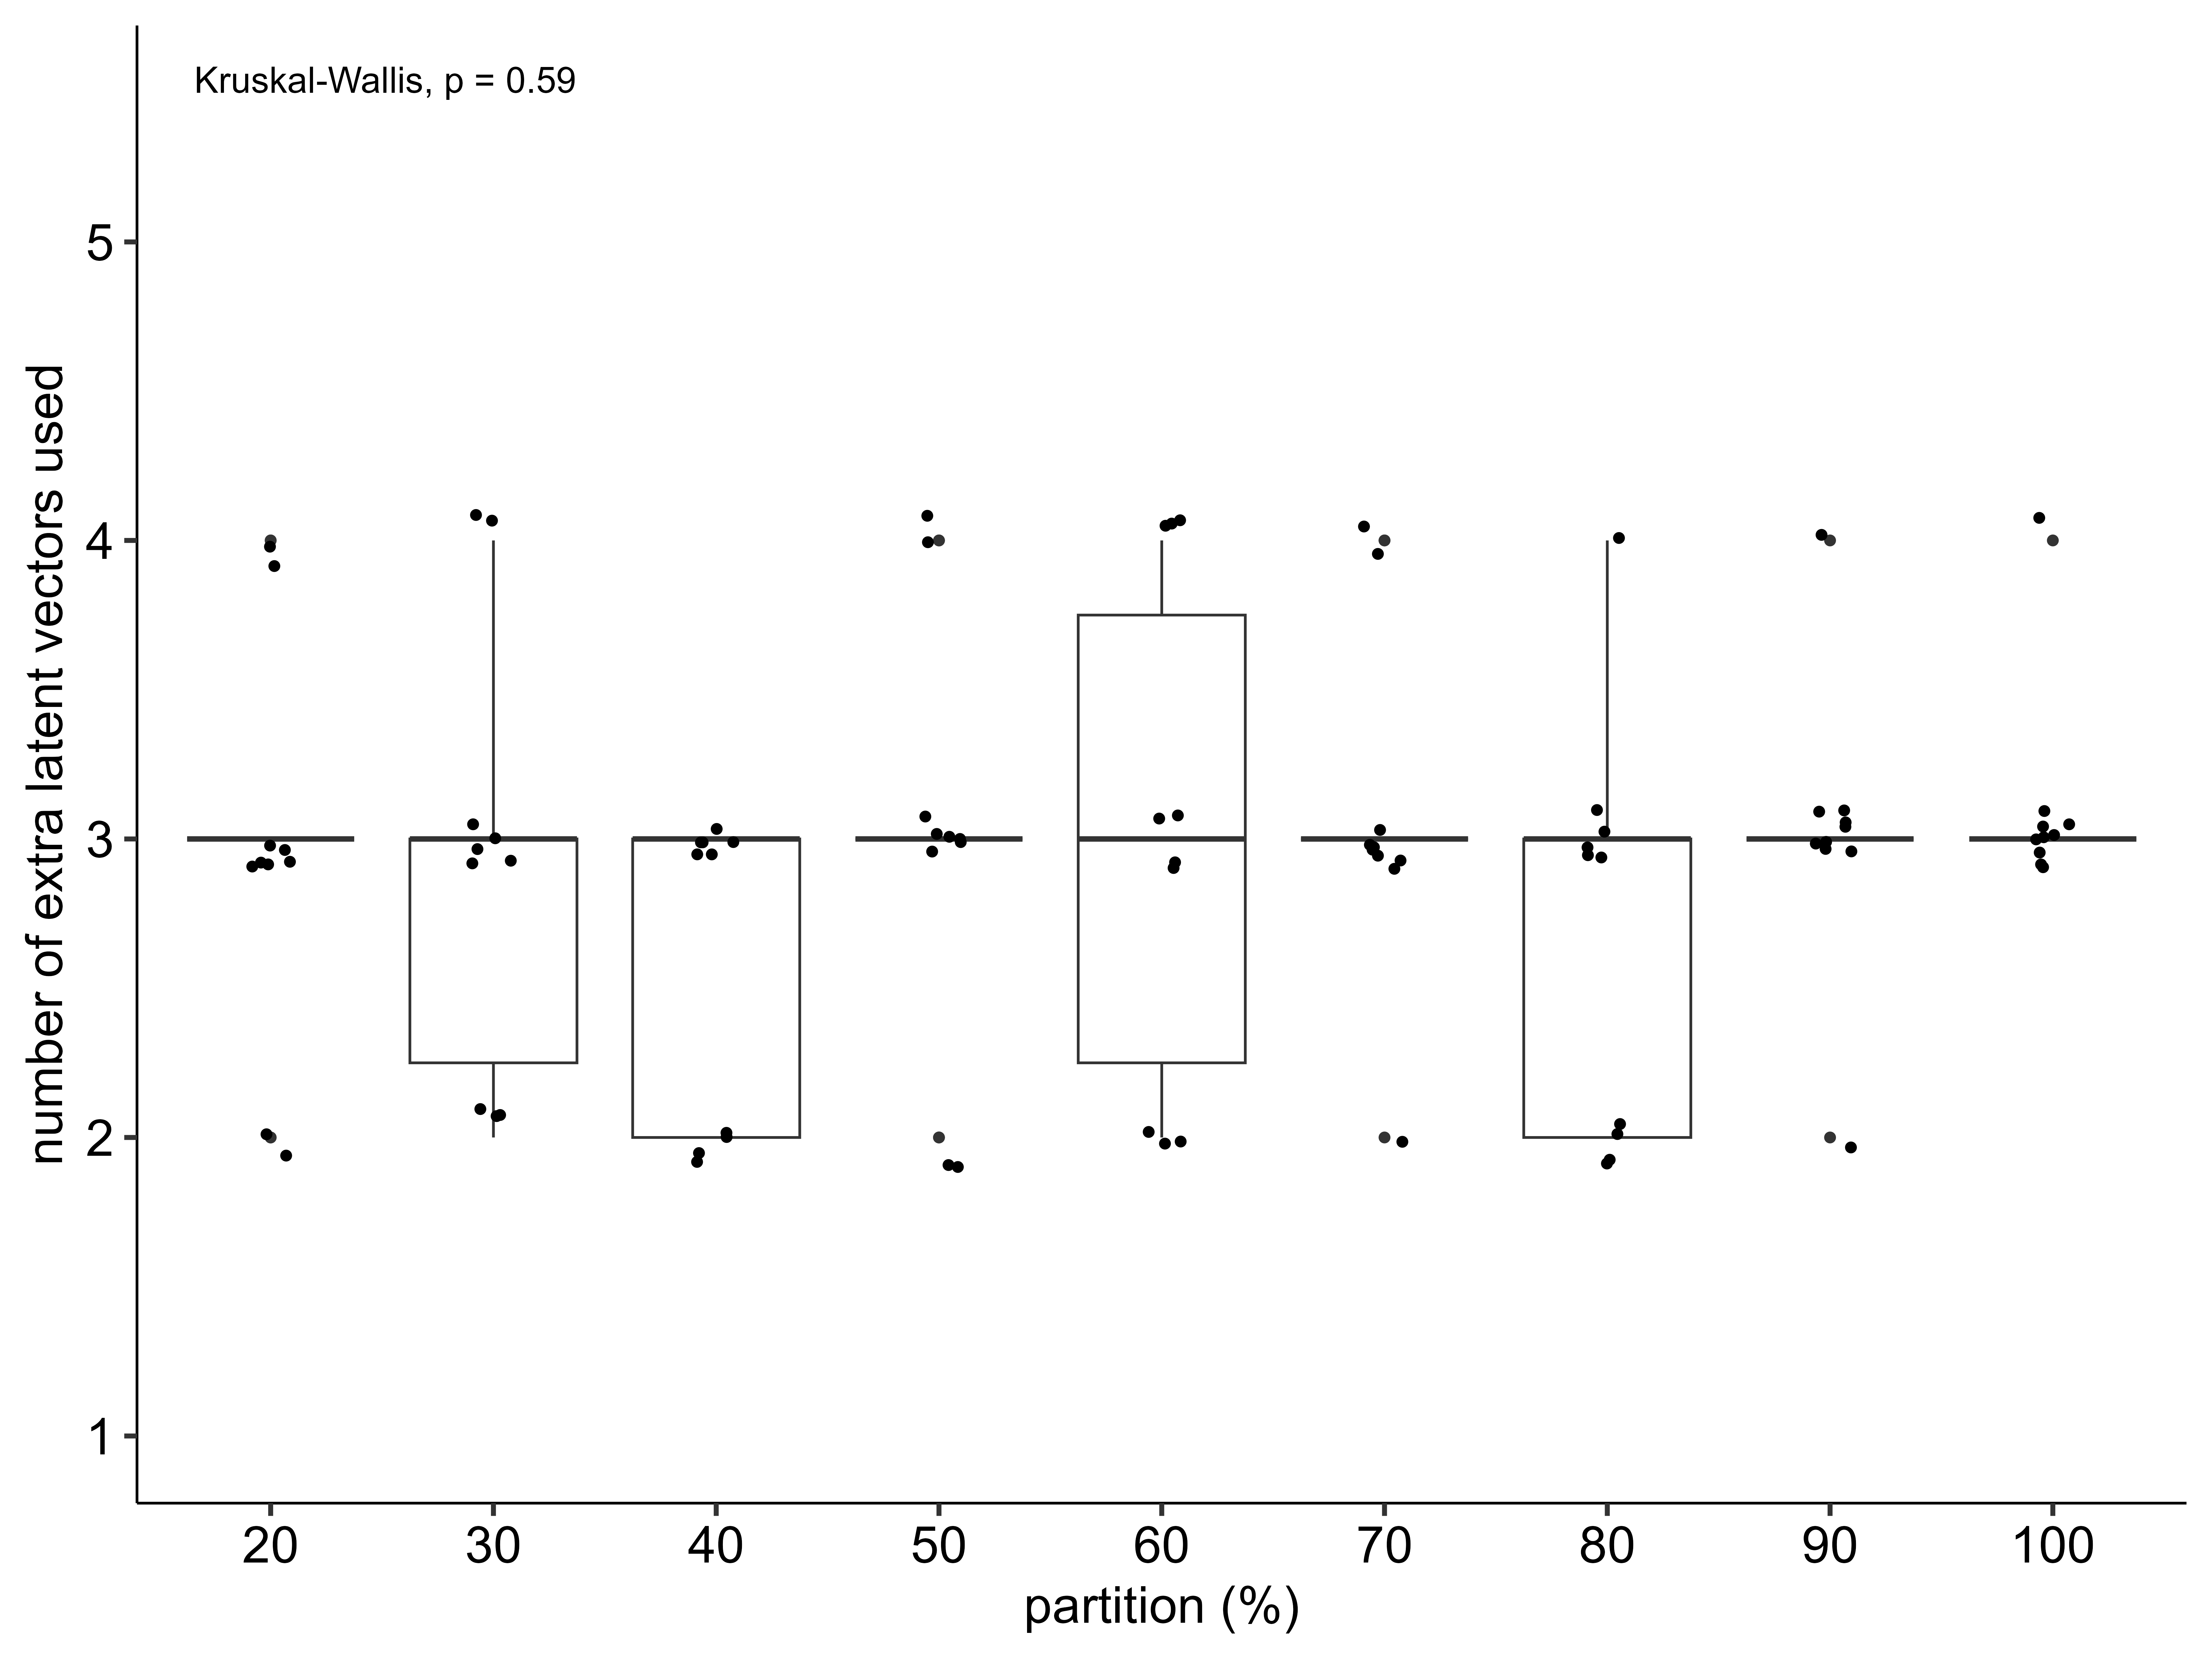 Kruskal-Wallis, p = 0.59
number of extra latent vectors used
5
4
3
2
1
20 30 40 50 60 70 80 90 100
partition (%)